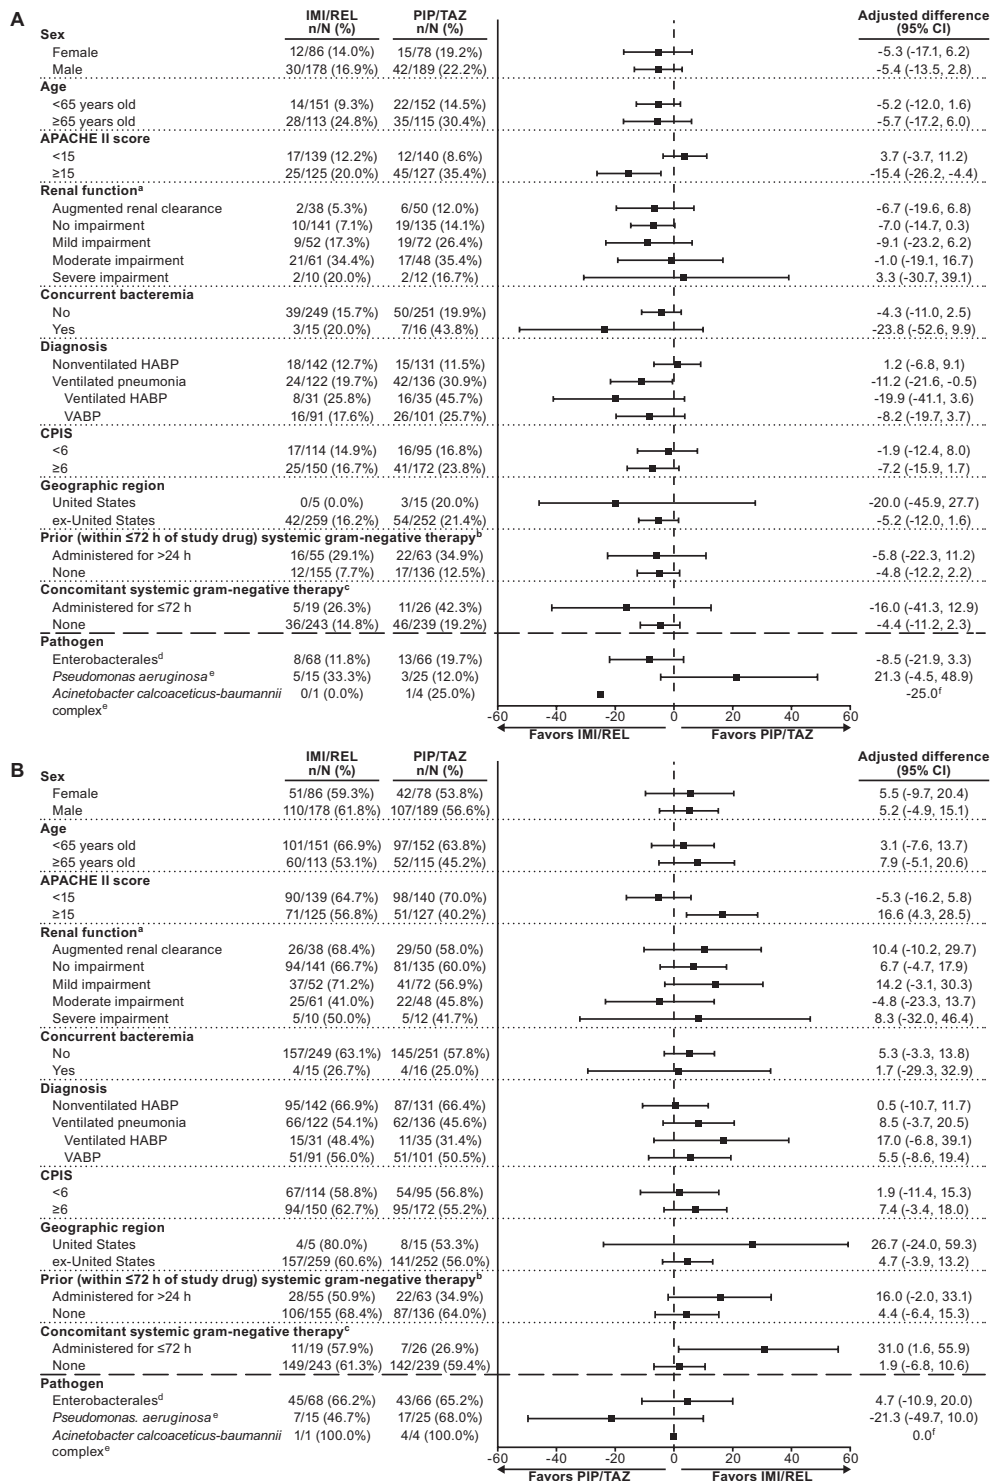 A
IMI/REL PIP/TAZ Adjusted difference
n/N (%) n/N (%) (95% CI)
Sex
Female 12/86 (14.0%) 15/78 (19.2%) -5.3 (-17.1, 6.2)
Male 30/178 (16.9%) 42/189 (22.2%) -5.4 (-13.5, 2.8)
Age
<65 years old 14/151 (9.3%) 22/152 (14.5%) -5.2 (-12.0, 1.6)
≥65 years old 28/113 (24.8%) 35/115 (30.4%) -5.7 (-17.2, 6.0)
APACHE II score
<15 17/139 (12.2%) 12/140 (8.6%) 3.7 (-3.7, 11.2)
≥15 25/125 (20.0%) 45/127 (35.4%) -15.4 (-26.2, -4.4)
Renal functionᵃ
Augmented renal clearance 2/38 (5.3%) 6/50 (12.0%) -6.7 (-19.6, 6.8)
No impairment 10/141 (7.1%) 19/135 (14.1%) -7.0 (-14.7, 0.3)
Mild impairment 9/52 (17.3%) 19/72 (26.4%) -9.1 (-23.2, 6.2)
Moderate impairment 21/61 (34.4%) 17/48 (35.4%) -1.0 (-19.1, 16.7)
Severe impairment 2/10 (20.0%) 2/12 (16.7%) 3.3 (-30.7, 39.1)
Concurrent bacteremia
No 39/249 (15.7%) 50/251 (19.9%) -4.3 (-11.0, 2.5)
Yes 3/15 (20.0%) 7/16 (43.8%) -23.8 (-52.6, 9.9)
Diagnosis
Nonventilated HABP 18/142 (12.7%) 15/131 (11.5%) 1.2 (-6.8, 9.1)
Ventilated pneumonia 24/122 (19.7%) 42/136 (30.9%) -11.2 (-21.6, -0.5)
Ventilated HABP 8/31 (25.8%) 16/35 (45.7%) -19.9 (-41.1, 3.6)
VABP 16/91 (17.6%) 26/101 (25.7%) -8.2 (-19.7, 3.7)
CPIS
<6 17/114 (14.9%) 16/95 (16.8%) -1.9 (-12.4, 8.0)
≥6 25/150 (16.7%) 41/172 (23.8%) -7.2 (-15.9, 1.7)
Geographic region
United States 0/5 (0.0%) 3/15 (20.0%) -20.0 (-45.9, 27.7)
ex-United States 42/259 (16.2%) 54/252 (21.4%) -5.2 (-12.0, 1.6)
Prior (within ≤72 h of study drug) systemic gram-negative therapyᵇ
Administered for >24 h 16/55 (29.1%) 22/63 (34.9%) -5.8 (-22.3, 11.2)
None 12/155 (7.7%) 17/136 (12.5%) -4.8 (-12.2, 2.2)
Concomitant systemic gram-negative therapyᶜ
Administered for ≤72 h 5/19 (26.3%) 11/26 (42.3%) -16.0 (-41.3, 12.9)
None 36/243 (14.8%) 46/239 (19.2%) -4.4 (-11.2, 2.3)
Pathogen
Enterobacteralesᵈ 8/68 (11.8%) 13/66 (19.7%) -8.5 (-21.9, 3.3)
Pseudomonas aeruginosaᵉ 5/15 (33.3%) 3/25 (12.0%) 21.3 (-4.5, 48.9)
Acinetobacter calcoaceticus-baumannii 0/1 (0.0%) 1/4 (25.0%) -25.0ᶠ
complexᵉ
-60 -40 -20 0 20 40 60
Favors IMI/REL Favors PIP/TAZ
B
IMI/REL PIP/TAZ Adjusted difference
n/N (%) n/N (%) (95% CI)
Sex
Female 51/86 (59.3%) 42/78 (53.8%) 5.5 (-9.7, 20.4)
Male 110/178 (61.8%) 107/189 (56.6%) 5.2 (-4.9, 15.1)
Age
<65 years old 101/151 (66.9%) 97/152 (63.8%) 3.1 (-7.6, 13.7)
≥65 years old 60/113 (53.1%) 52/115 (45.2%) 7.9 (-5.1, 20.6)
APACHE II score
<15 90/139 (64.7%) 98/140 (70.0%) -5.3 (-16.2, 5.8)
≥15 71/125 (56.8%) 51/127 (40.2%) 16.6 (4.3, 28.5)
Renal functionᵃ
Augmented renal clearance 26/38 (68.4%) 29/50 (58.0%) 10.4 (-10.2, 29.7)
No impairment 94/141 (66.7%) 81/135 (60.0%) 6.7 (-4.7, 17.9)
Mild impairment 37/52 (71.2%) 41/72 (56.9%) 14.2 (-3.1, 30.3)
Moderate impairment 25/61 (41.0%) 22/48 (45.8%) -4.8 (-23.3, 13.7)
Severe impairment 5/10 (50.0%) 5/12 (41.7%) 8.3 (-32.0, 46.4)
Concurrent bacteremia
No 157/249 (63.1%) 145/251 (57.8%) 5.3 (-3.3, 13.8)
Yes 4/15 (26.7%) 4/16 (25.0%) 1.7 (-29.3, 32.9)
Diagnosis
Nonventilated HABP 95/142 (66.9%) 87/131 (66.4%) 0.5 (-10.7, 11.7)
Ventilated pneumonia 66/122 (54.1%) 62/136 (45.6%) 8.5 (-3.7, 20.5)
Ventilated HABP 15/31 (48.4%) 11/35 (31.4%) 17.0 (-6.8, 39.1)
VABP 51/91 (56.0%) 51/101 (50.5%) 5.5 (-8.6, 19.4)
CPIS
<6 67/114 (58.8%) 54/95 (56.8%) 1.9 (-11.4, 15.3)
≥6 94/150 (62.7%) 95/172 (55.2%) 7.4 (-3.4, 18.0)
Geographic region
United States 4/5 (80.0%) 8/15 (53.3%) 26.7 (-24.0, 59.3)
ex-United States 157/259 (60.6%) 141/252 (56.0%) 4.7 (-3.9, 13.2)
Prior (within ≤72 h of study drug) systemic gram-negative therapyᵇ
Administered for >24 h 28/55 (50.9%) 22/63 (34.9%) 16.0 (-2.0, 33.1)
None 106/155 (68.4%) 87/136 (64.0%) 4.4 (-6.4, 15.3)
Concomitant systemic gram-negative therapyᶜ
Administered for ≤72 h 11/19 (57.9%) 7/26 (26.9%) 31.0 (1.6, 55.9)
None 149/243 (61.3%) 142/239 (59.4%) 1.9 (-6.8, 10.6)
Pathogen
Enterobacteralesᵈ 45/68 (66.2%) 43/66 (65.2%) 4.7 (-10.9, 20.0)
Pseudomonas. aeruginosaᵉ 7/15 (46.7%) 17/25 (68.0%) -21.3 (-49.7, 10.0)
Acinetobacter calcoaceticus-baumannii 1/1 (100.0%) 4/4 (100.0%) 0.0ᶠ
complexᵉ
-60 -40 -20 0 20 40 60
Favors PIP/TAZ Favors IMI/REL